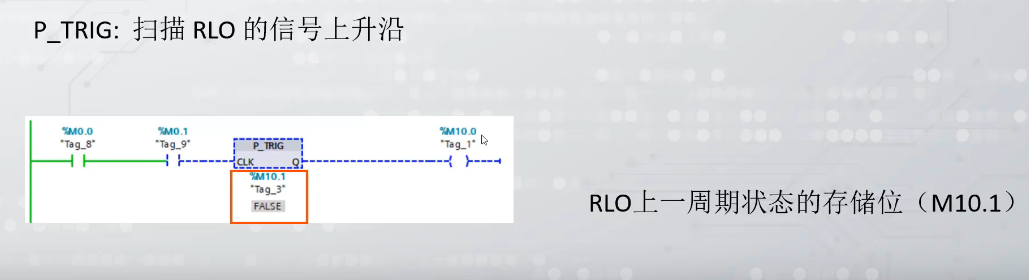 P_TRIG: 扫描 RLO 的信号上升沿
%M0.0 %M0.1 %M10.0
"Tag_8" "Tag_9" P_TRIG "Tag_1"
CLK Q
%M10.1
"Tag_3"
FALSE
RLO上一周期状态的存储位（M10.1）